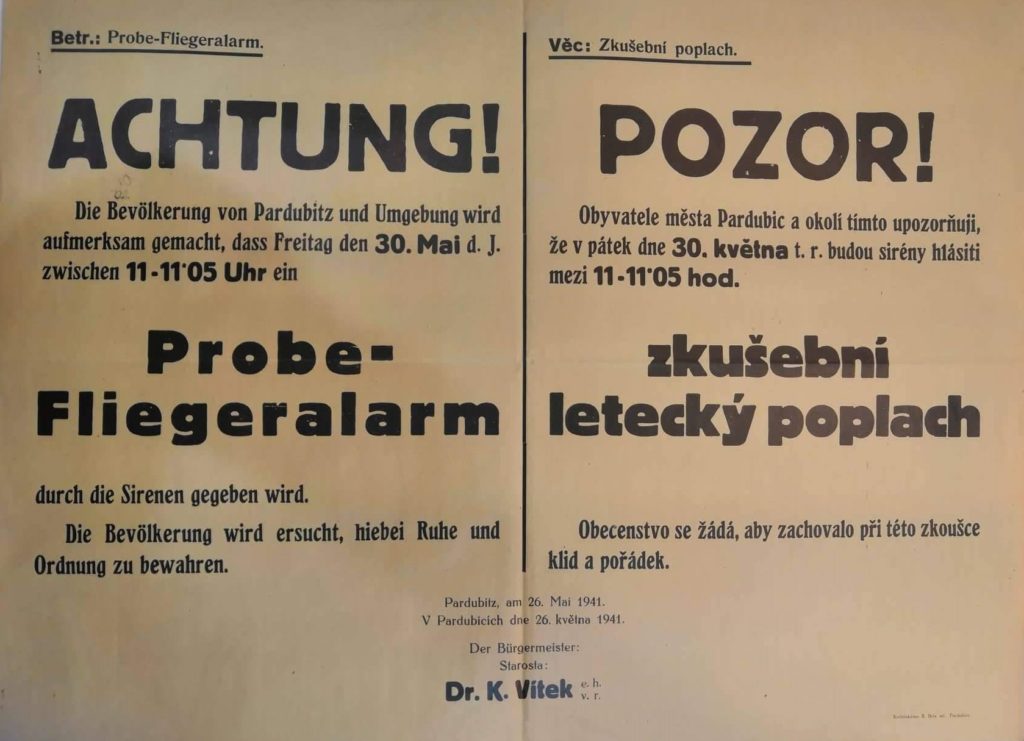 Betr.: Probe-Fliegeralarm.
ACHTUNG!
Die Bevölkerung von Pardubitz und Umgebung wird
aufmerksam gemacht, dass Freitag den 30. Mai d. J.
zwischen 11-11·05 Uhr ein
Probe-
Fliegeralarm
durch die Sirenen gegeben wird.
Die Bevölkerung wird ersucht, hiebei Ruhe und
Ordnung zu bewahren.
Věc: Zkušební poplach.
POZOR!
Obyvatele města Pardubic a okolí tímto upozorňuji,
že v pátek dne 30. května t. r. budou sirény hlásiti
mezi 11-11·05 hod.
zkušební
letecký poplach
Obecenstvo se žádá, aby zachovalo při této zkoušce
klid a pořádek.
Pardubitz, am 26. Mai 1941.
V Pardubicích dne 26. května 1941.
Der Bürgermeister:
Starosta:
Dr. K. Vítek e. h.
v. r.